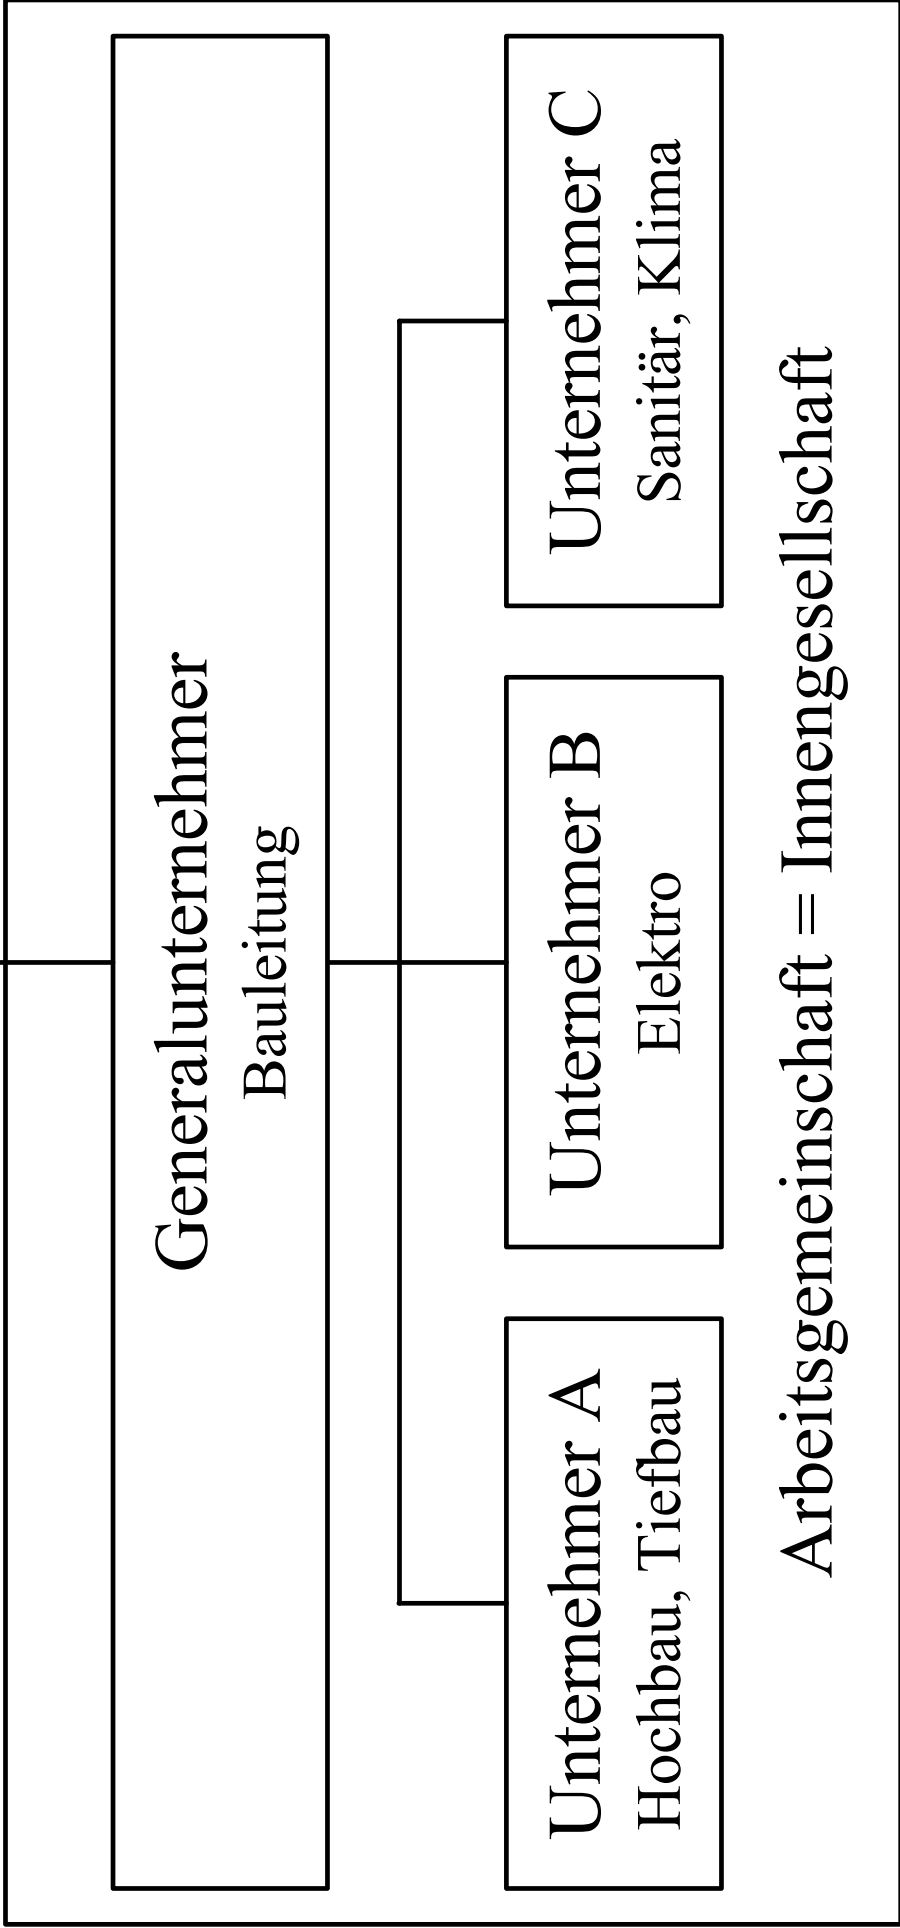 Generalunternehmer
Bauleitung
Unternehmer A
Hochbau, Tiefbau
Unternehmer B
Elektro
Unternehmer C
Sanitär, Klima
Arbeitsgemeinschaft = Innengesellschaft